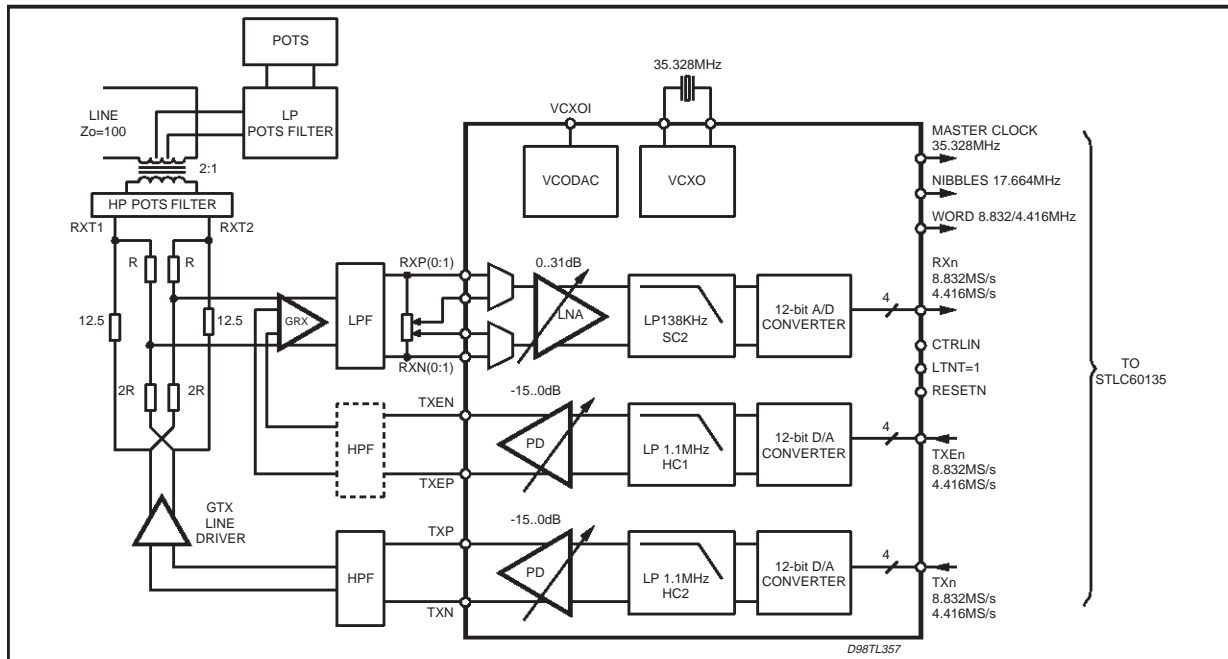 POTS
35.328MHz
LINE
Zo=100
LP
POTS FILTER
VCXOI
MASTER CLOCK
35.328MHz
2:1
VCODAC
VCXO
NIBBLES 17.664MHz
HP POTS FILTER
WORD 8.832/4.416MHz
RXT1
RXT2
R
R
RXP(0:1)
0..31dB
RXn
8.832MS/s
4.416MS/s
12.5
12.5
GRX
LPF
LNA
LP138KHz
SC2
12-bit A/D
CONVERTER
4
CTRLIN
LTNT=1
RESETN
TO
STLC60135
RXN(0:1)
2R
2R
TXEN
-15..0dB
HPF
PD
LP 1.1MHz
HC1
12-bit D/A
CONVERTER
4
TXEn
8.832MS/s
4.416MS/s
TXEP
GTX
LINE
DRIVER
TXP
-15..0dB
HPF
PD
LP 1.1MHz
HC2
12-bit D/A
CONVERTER
4
TXn
8.832MS/s
4.416MS/s
TXN
D98TL357